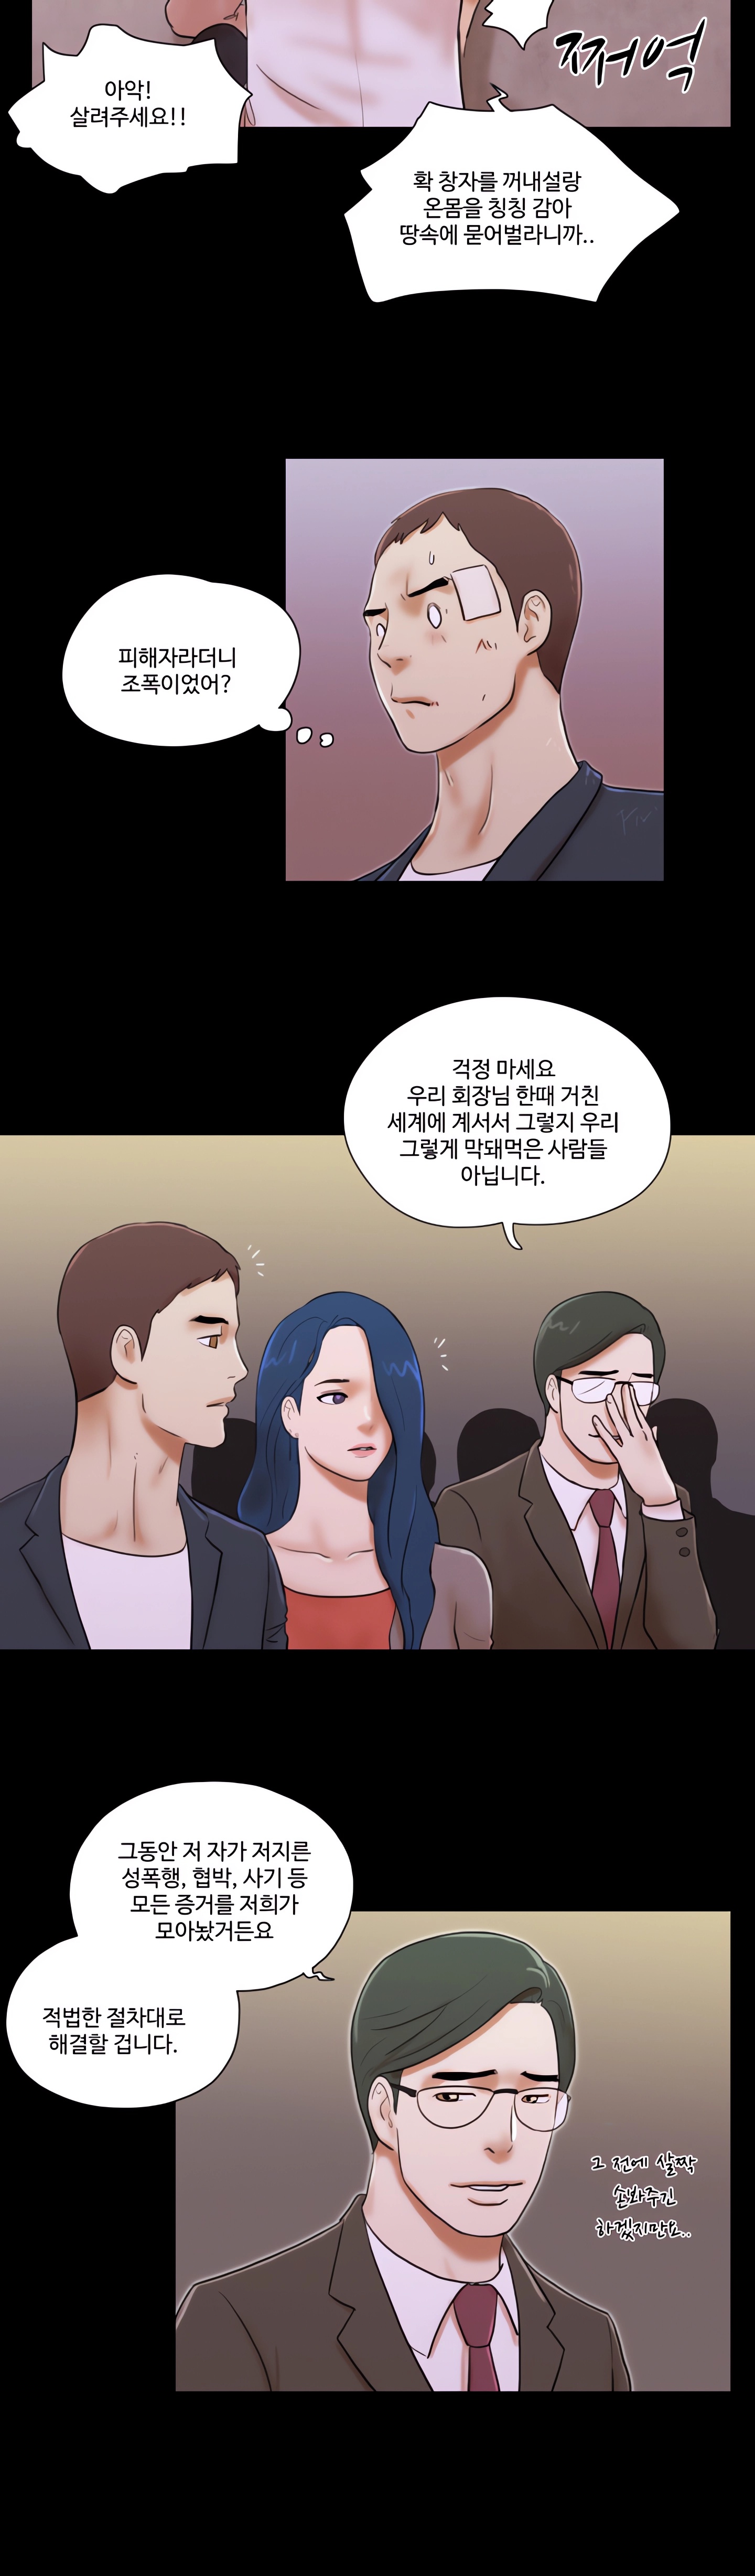 쩌억
아악!
살려주세요!!
확 창자를 꺼내설랑
온몸을 칭칭 감아
땅속에 묻어벌라니까..
피해자라더니
조폭이었어?
걱정 마세요
우리 회장님 한때 거친
세계에 계서서 그렇지 우리
그렇게 막돼먹은 사람들
아닙니다.
그동안 저 자가 저지른
성폭행, 협박, 사기 등
모든 증거를 저희가
모아놨거든요
적법한 절차대로
해결할 겁니다.
그 전에 살짝
손봐주긴
하겠지만요..